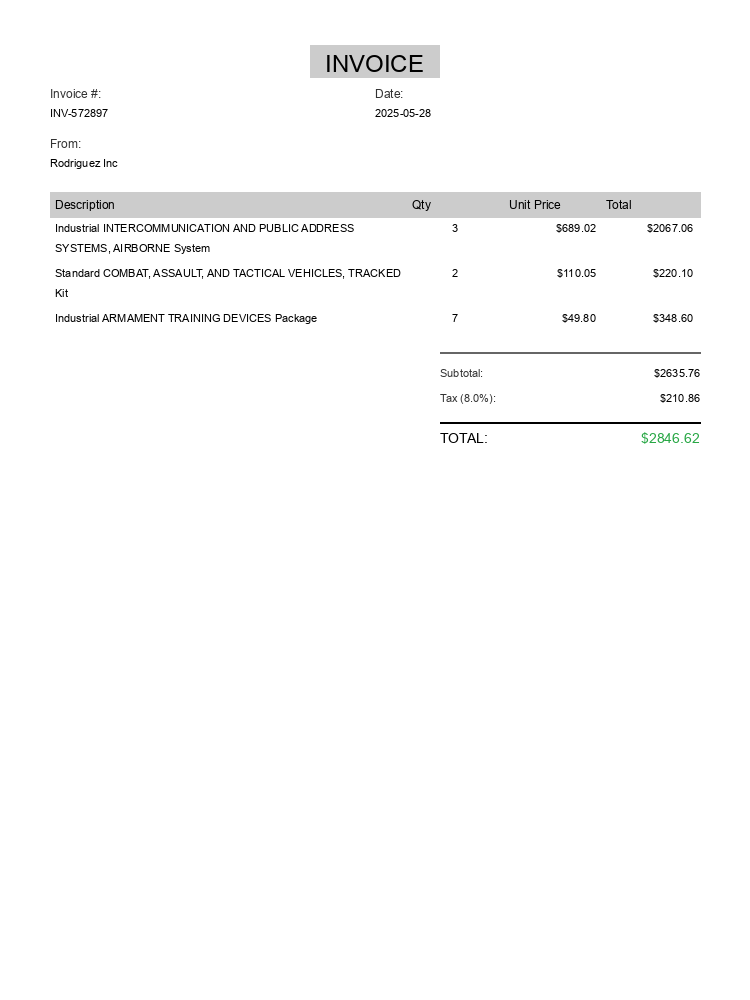 INVOICE
Invoice #: Date:
INV-572897 2025-05-28
From:
Rodriguez Inc
Description Qty Unit Price Total
Industrial INTERCOMMUNICATION AND PUBLIC ADDRESS 3 $689.02 $2067.06
SYSTEMS, AIRBORNE System
Standard COMBAT, ASSAULT, AND TACTICAL VEHICLES, TRACKED 2 $110.05 $220.10
Kit
Industrial ARMAMENT TRAINING DEVICES Package 7 $49.80 $348.60
Subtotal: $2635.76
Tax (8.0%): $210.86
TOTAL: $2846.62